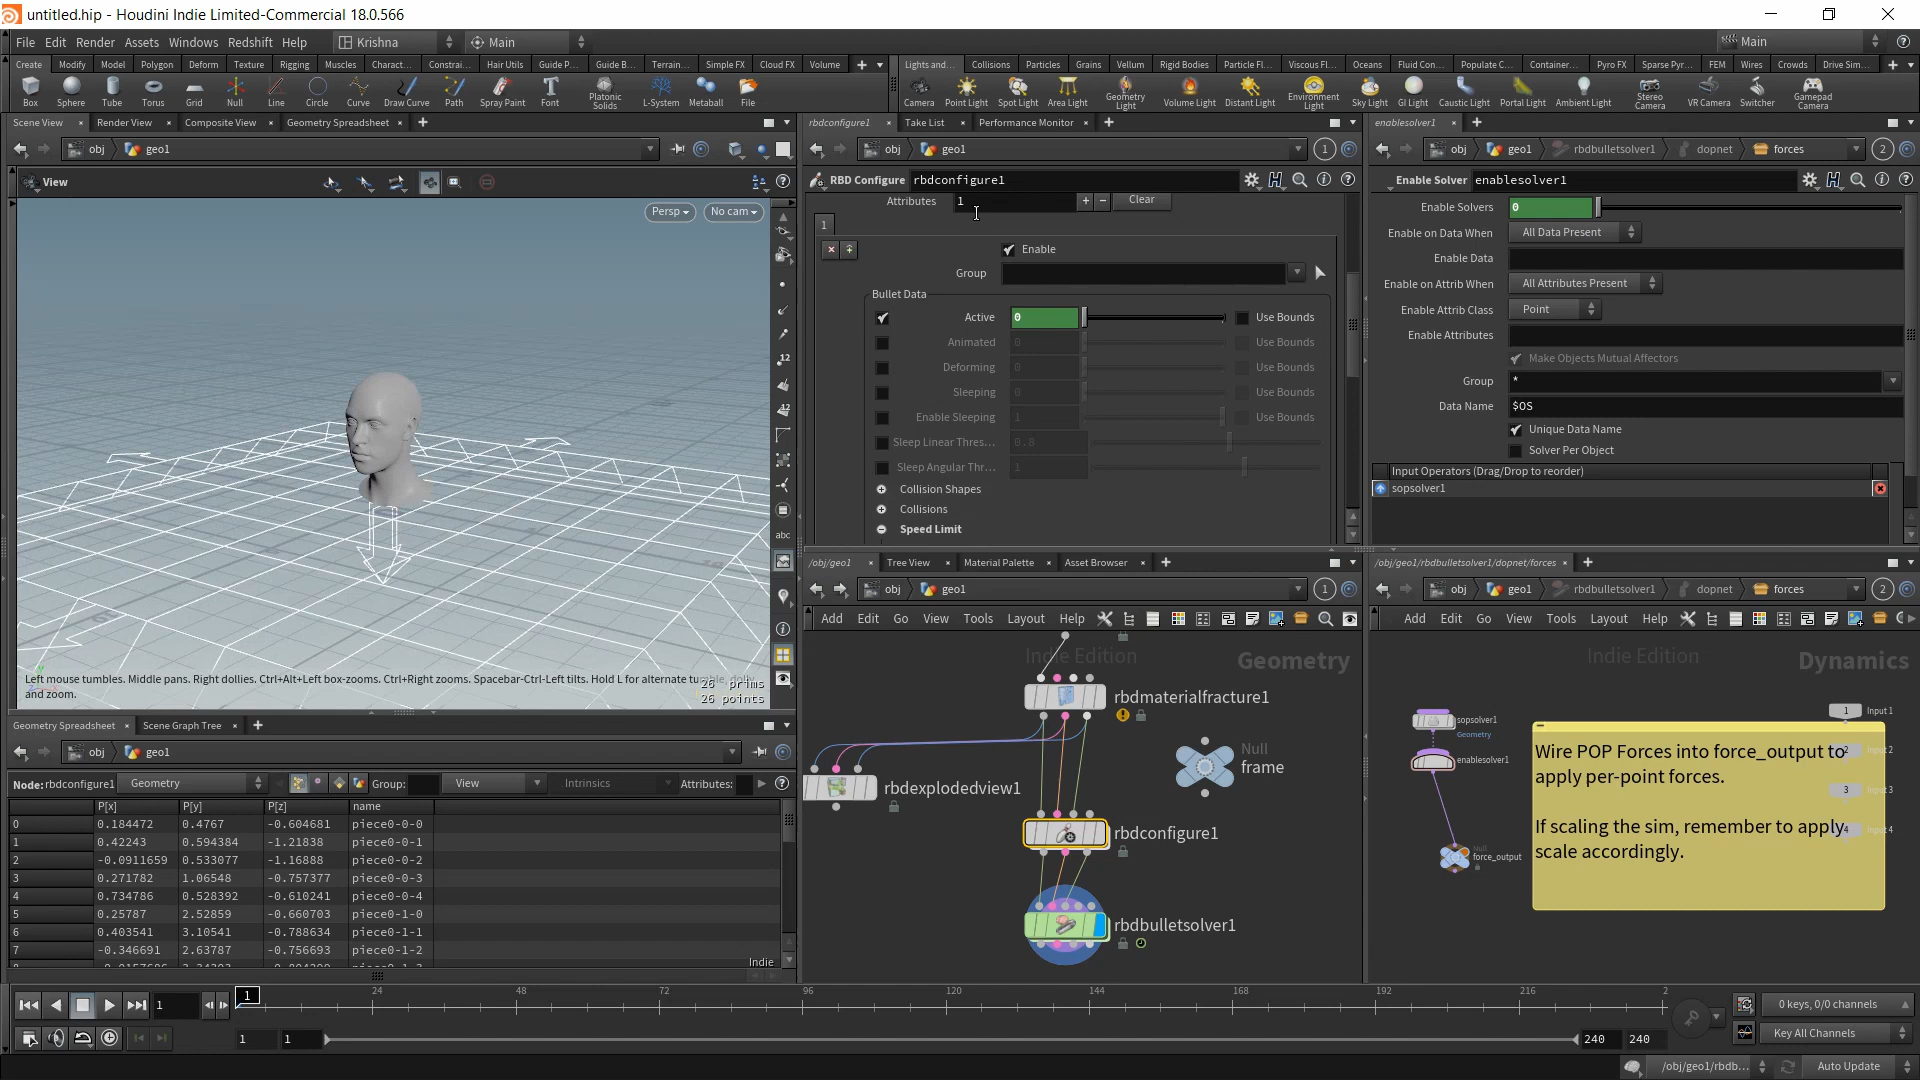 untitled.hip - Houdini Indie Limited-Commercial 18.0.566
File Edit Render Assets Windows Redshift Help Krishna Main Main
Create Modify Model Polygon Deform Texture Rigging Muscles Charact... Constrai... Hair Utils Guide P... Guide B... Terrain... Simple FX Cloud FX Volume
Lights and... Collisions Particles Grains Vellum Rigid Bodies Particle Fl... Viscous Fl... Oceans Fluid Con... Populate C... Container... Pyro FX Sparse Pyr... FEM Wires Crowds Drive Sim...
Box Sphere Tube Torus Grid Null Line Circle Curve Draw Curve Path Spray Paint Font Platonic Solids L-System Metaball File
Camera Point Light Spot Light Area Light Geometry Light Volume Light Distant Light Environment Light Sky Light GI Light Caustic Light Portal Light Ambient Light Stereo Camera VR Camera Switcher Gamepad Camera
Scene View Render View Composite View Geometry Spreadsheet
obj geo1
View
Persp No cam
Left mouse tumbles. Middle pans. Right dollies. Ctrl+Alt+Left box-zooms. Ctrl+Right zooms. Spacebar-Ctrl-Left tilts. Hold L for alternate
and zoom.
26 prims
26 points
12
12
abc
rbdconfigure1 Take List Performance Monitor
obj geo1 1
RBD Configure rbdconfigure1
Attributes 1 + − Clear
1
Enable
Group
Bullet Data
Active 0 Use Bounds
Animated 0 Use Bounds
Deforming 0 Use Bounds
Sleeping 0 Use Bounds
Enable Sleeping 1 Use Bounds
Sleep Linear Thres... 0.8
Sleep Angular Thr... 1
Collision Shapes
Collisions
Speed Limit
enablesolver1
obj geo1 rbdbulletsolver1 dopnet forces 2
Enable Solver enablesolver1
Enable Solvers 0
Enable on Data When All Data Present
Enable Data
Enable on Attrib When All Attributes Present
Enable Attrib Class Point
Enable Attributes
Make Objects Mutual Affectors
Group *
Data Name $OS
Unique Data Name
Solver Per Object
Input Operators (Drag/Drop to reorder)
sopsolver1
/obj/geo1 Tree View Material Palette Asset Browser
obj geo1 1
Add Edit Go View Tools Layout Help
Indie Edition Geometry
rbdmaterialfracture1
Null
frame
rbdexplodedview1
rbdconfigure1
rbdbulletsolver1
/obj/geo1/rbdbulletsolver1/dopnet/forces
obj geo1 rbdbulletsolver1 dopnet forces 2
Add Edit Go View Tools Layout Help
Indie Edition Dynamics
sopsolver1
Geometry
enablesolver1
Null
force_output
Wire POP Forces into force_output to
apply per-point forces.
If scaling the sim, remember to apply
scale accordingly.
1 Input 1
Input 2
3 Input 3
4 Input 4
Geometry Spreadsheet Scene Graph Tree
obj geo1
Node: rbdconfigure1 Geometry Group: View Intrinsics Attributes:
P[x] P[y] P[z] name
0 0.184472 0.4767 -0.604681 piece0-0-0
1 0.42243 0.594384 -1.21838 piece0-0-1
2 -0.0911659 0.533077 -1.16888 piece0-0-2
3 0.271782 1.06548 -0.757377 piece0-0-3
4 0.734786 0.528392 -0.610241 piece0-0-4
5 0.25787 2.52859 -0.660703 piece0-1-0
6 0.403541 3.10541 -0.788634 piece0-1-1
7 -0.346691 2.63787 -0.756693 piece0-1-2
Indie
1 1 24 48 72 96 120 144 168 192 216 2
0 keys, 0/0 channels
1 1 240 240
Key All Channels
/obj/geo1/rbdb... Auto Update